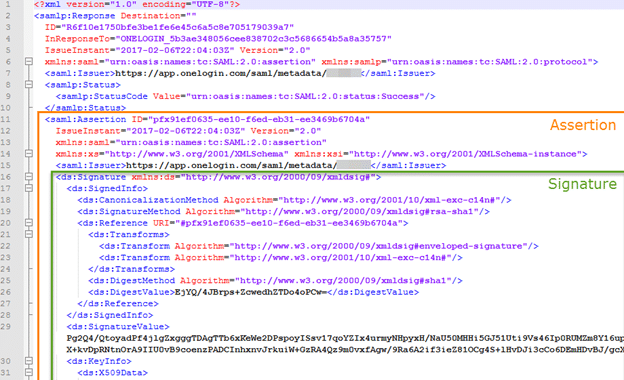 1 <?xml version="1.0" encoding="UTF-8"?>
2 <samlp:Response Destination=""
3 ID="R6f10e1750bfe3be1fe6e45c6a5c8e705179039a7"
4 InResponseTo="ONELOGIN_5b3ae348056cee838702c3c5686654b5a8a35757"
5 IssueInstant="2017-02-06T22:04:03Z" Version="2.0"
6 xmlns:saml="urn:oasis:names:tc:SAML:2.0:assertion" xmlns:samlp="urn:oasis:names:tc:SAML:2.0:protocol">
7 <saml:Issuer>https://app.onelogin.com/saml/metadata/</saml:Issuer>
8 <samlp:Status>
9 <samlp:StatusCode Value="urn:oasis:names:tc:SAML:2.0:status:Success"/>
10 </samlp:Status>
11 <saml:Assertion ID="pfx91ef0635-ee10-f6ed-eb31-ee3469b6704a"
Assertion
12 IssueInstant="2017-02-06T22:04:03Z" Version="2.0"
13 xmlns:saml="urn:oasis:names:tc:SAML:2.0:assertion"
14 xmlns:xs="http://www.w3.org/2001/XMLSchema" xmlns:xsi="http://www.w3.org/2001/XMLSchema-instance">
15 <saml:Issuer>https://app.onelogin.com/saml/metadata/</saml:Issuer>
16 <ds:Signature xmlns:ds="http://www.w3.org/2000/09/xmldsig#">
Signature
17 <ds:SignedInfo>
18 <ds:CanonicalizationMethod Algorithm="http://www.w3.org/2001/10/xml-exc-c14n#"/>
19 <ds:SignatureMethod Algorithm="http://www.w3.org/2000/09/xmldsig#rsa-sha1"/>
20 <ds:Reference URI="#pfx91ef0635-ee10-f6ed-eb31-ee3469b6704a">
21 <ds:Transforms>
22 <ds:Transform Algorithm="http://www.w3.org/2000/09/xmldsig#enveloped-signature"/>
23 <ds:Transform Algorithm="http://www.w3.org/2001/10/xml-exc-c14n#"/>
24 </ds:Transforms>
25 <ds:DigestMethod Algorithm="http://www.w3.org/2000/09/xmldsig#sha1"/>
26 <ds:DigestValue>EjYQ/4JBrps+ZcwedhZTDo4oPCw=</ds:DigestValue>
27 </ds:Reference>
28 </ds:SignedInfo>
29 <ds:SignatureValue>
30 <ds:KeyInfo>
31 <ds:X509Data>